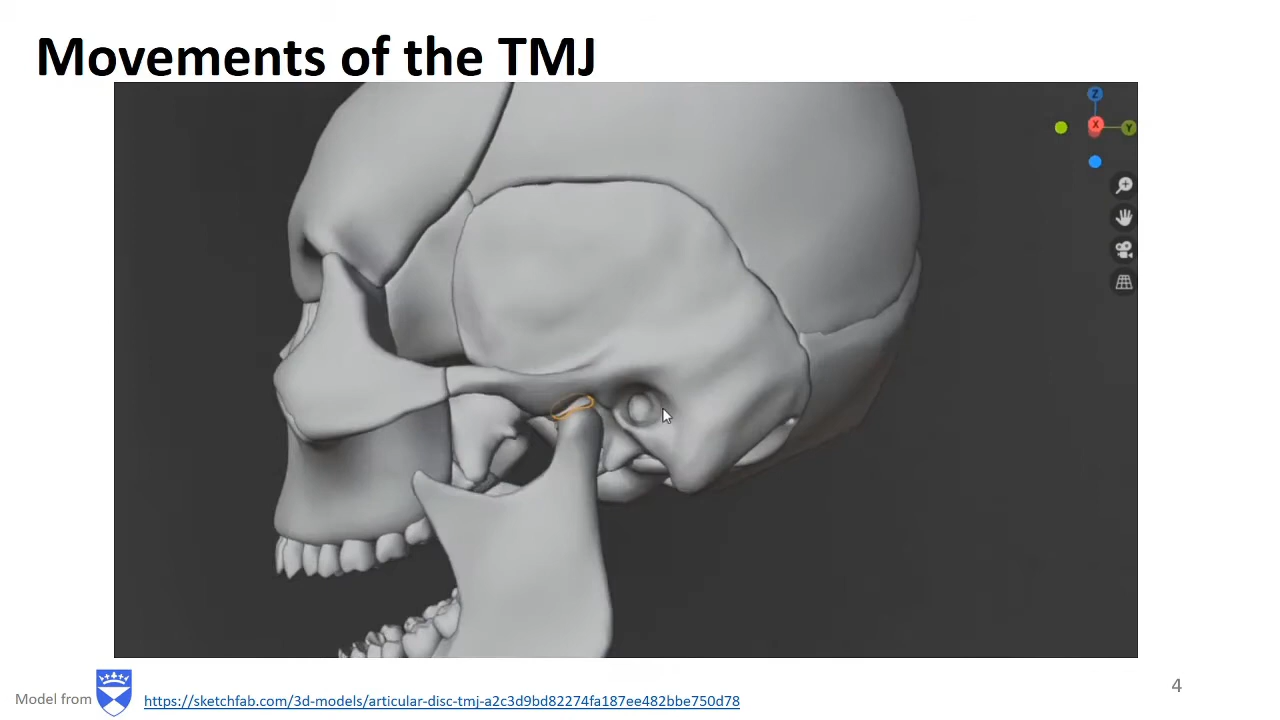 Movements of the TMJ
Z
X
Y
Model from
https://sketchfab.com/3d-models/articular-disc-tmj-a2c3d9bd82274fa187ee482bbe750d78
4